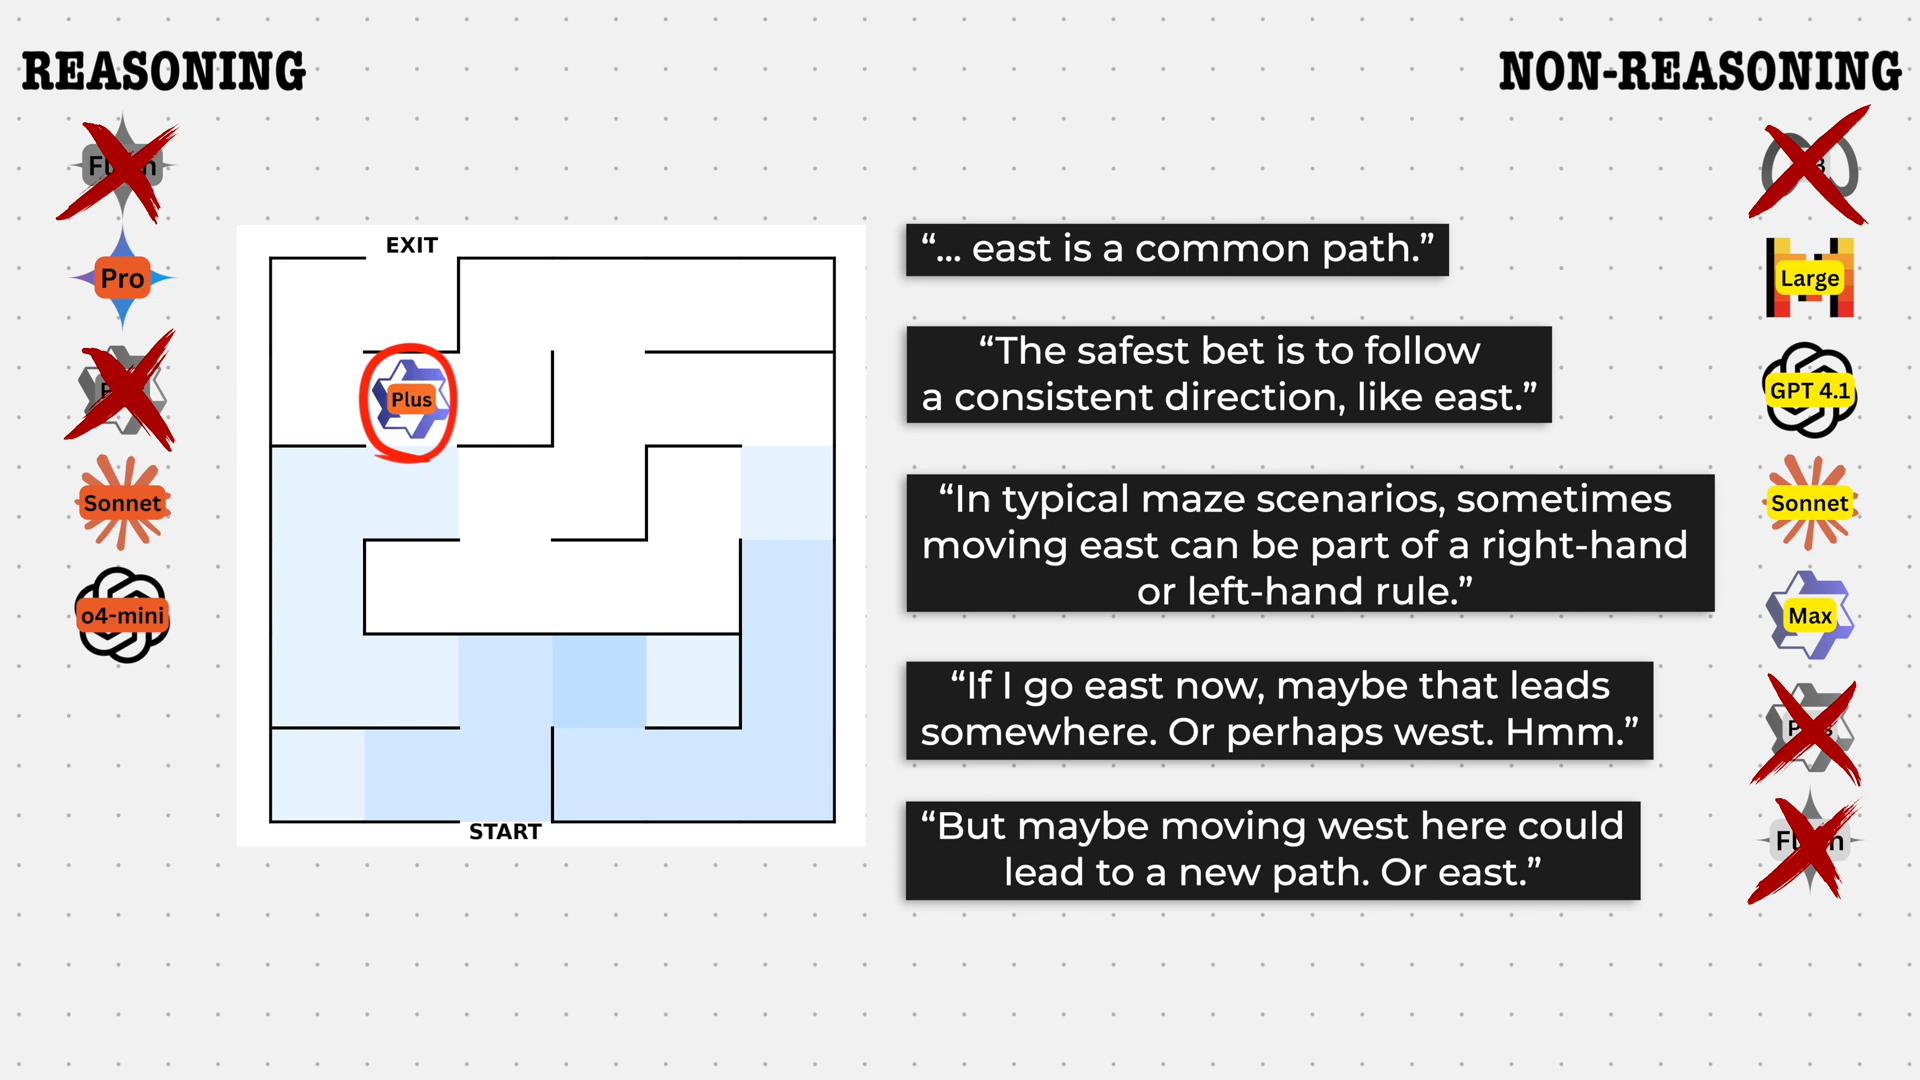 REASONING
NON-REASONING
Pro
Sonnet
o4-mini
EXIT
Plus
START
“... east is a common path.”
“The safest bet is to follow
a consistent direction, like east.”
“In typical maze scenarios, sometimes
moving east can be part of a right-hand
or left-hand rule.”
“If I go east now, maybe that leads
somewhere. Or perhaps west. Hmm.”
“But maybe moving west here could
lead to a new path. Or east.”
Large
GPT 4.1
Sonnet
Max